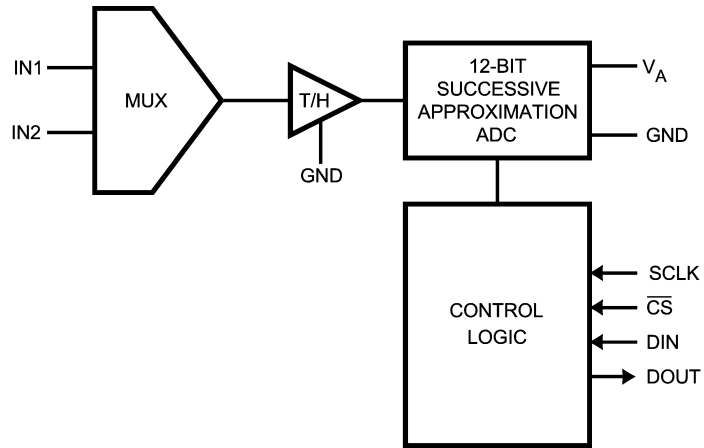 IN1
IN2
MUX
T/H
GND
12-BIT
SUCCESSIVE
APPROXIMATION
ADC
VA
GND
CONTROL
LOGIC
SCLK
CS
DIN
DOUT